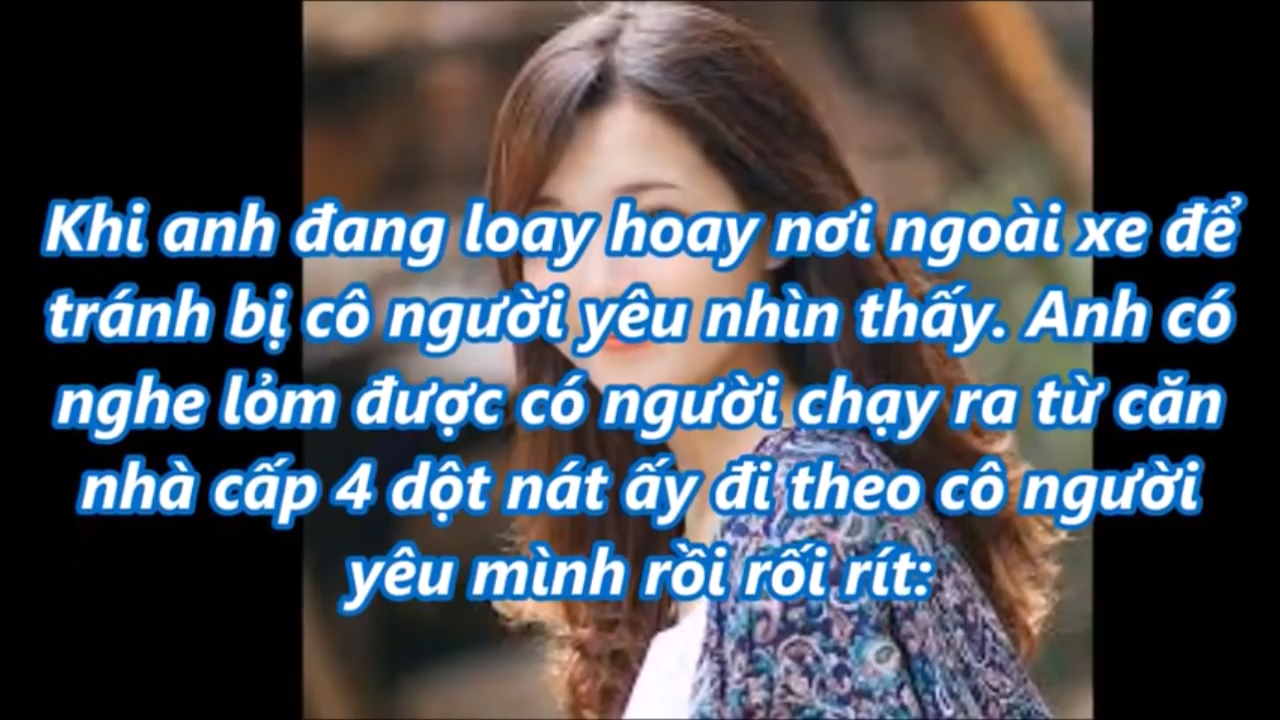 Khi anh đang loay hoay nơi ngoài xe để
tránh bị cô người yêu nhìn thấy. Anh có
nghe lỏm được có người chạy ra từ căn
nhà cấp 4 dột nát ấy đi theo cô người
yêu mình rồi rối rít: